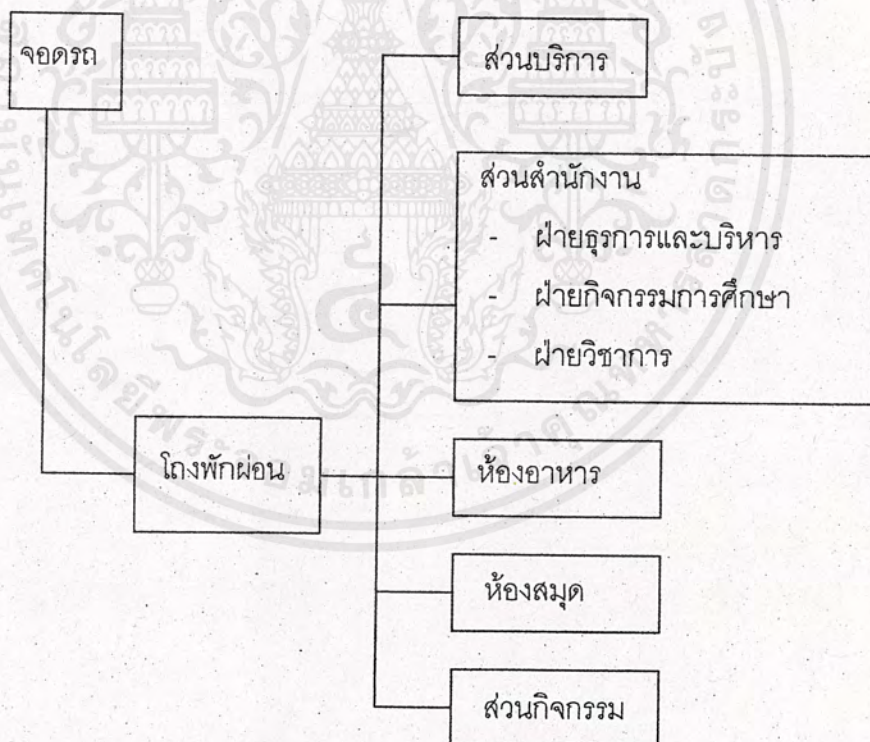 จอดรถ
ส่วนบริการ
ส่วนสำนักงาน
- ฝ่ายธุรการและบริหาร
- ฝ่ายกิจกรรมการศึกษา
- ฝ่ายวิชาการ
โถงพักผ่อน
ห้องอาหาร
ห้องสมุด
ส่วนกิจกรรม